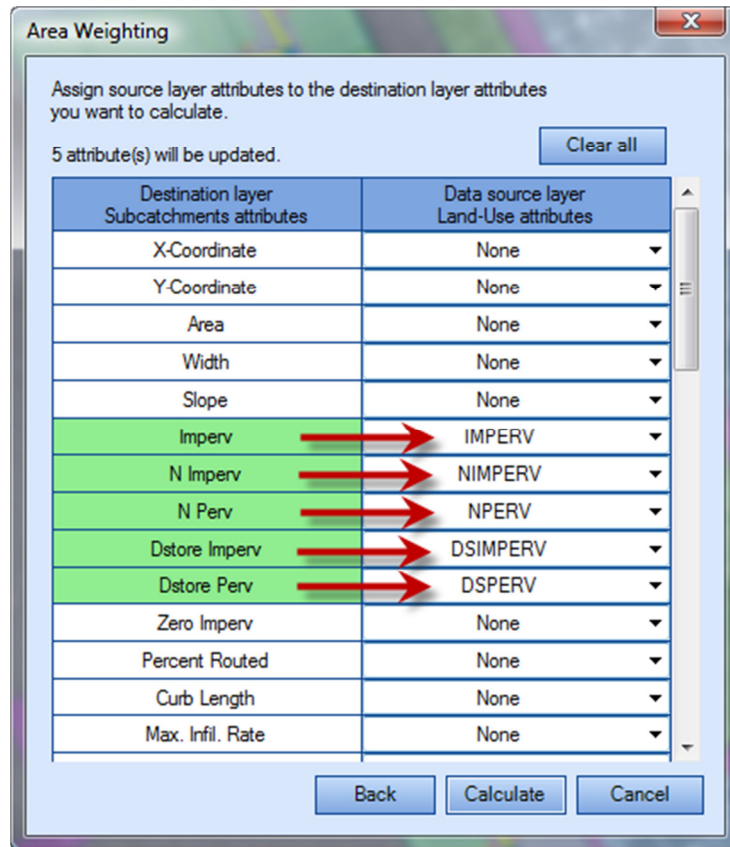 Area Weighting
Assign source layer attributes to the destination layer attributes
you want to calculate.
5 attribute(s) will be updated.
Clear all
Destination layer
Subcatchments attributes
Data source layer
Land-Use attributes
X-Coordinate None
Y-Coordinate None
Area None
Width None
Slope None
Imperv IMPERV
N Imperv NIMPERV
N Perv NPERV
Dstore Imperv DSIMPERV
Dstore Perv DSPERV
Zero Imperv None
Percent Routed None
Curb Length None
Max. Infil. Rate None
Back Calculate Cancel